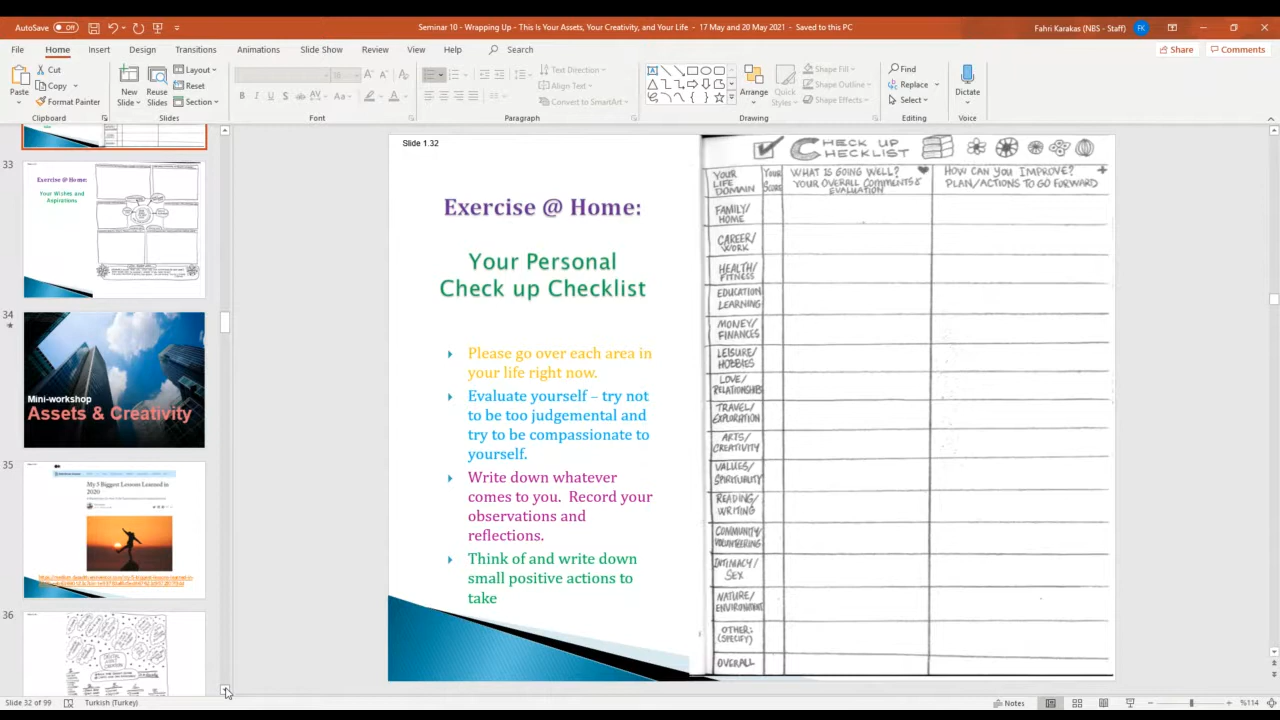 AutoSave Off
Seminar 10 - Wrapping Up - This Is Your Assets, Your Creativity, and Your Life - 17 May and 20 May 2021 - Saved to this PC
Fahri Karakas (NBS - Staff) FK
File Home Insert Design Transitions Animations Slide Show Review View Help Search
Share Comments
Paste
Cut
Copy
Format Painter
Clipboard
New Slide
Reuse Slides
Layout
Reset
Section
Slides
18
B I U S ab AV Aa
Font
Text Direction
Align Text
Convert to SmartArt
Paragraph
Arrange
Quick Styles
Shape Fill
Shape Outline
Shape Effects
Drawing
Find
Replace
Select
Editing
Dictate
Voice
33
Exercise @ Home:
Your Wishes and
Aspirations
34
Mini-workshop
Assets & Creativity
35
My 5 Biggest Lessons Learned in
2020
36
Slide 1.32
Exercise @ Home:
Your Personal
Check up Checklist
Please go over each area in
your life right now.
Evaluate yourself – try not
to be too judgemental and
try to be compassionate to
yourself.
Write down whatever
comes to you. Record your
observations and
reflections.
Think of and write down
small positive actions to
take
CHECK UP
CHECKLIST
YOUR LIFE DOMAIN
YOUR SCORE
WHAT IS GOING WELL?
YOUR OVERALL COMMENTS &
EVALUATION
HOW CAN YOU IMPROVE?
PLAN/ACTIONS TO GO FORWARD
FAMILY/
HOME
CAREER/
WORK
HEALTH/
FITNESS
EDUCATION
LEARNING
MONEY/
FINANCES
LEISURE/
HOBBIES
LOVE/
RELATIONSHIPS
TRAVEL/
EXPLORATION
ARTS/
CREATIVITY
VALUES/
SPIRITUALITY
READING/
WRITING
COMMUNITY/
VOLUNTEERING
INTIMACY/
SEX
NATURE/
ENVIRONMENT
OTHER:
(SPECIFY)
OVERALL
Slide 32 of 99
Turkish (Turkey)
Notes
%114